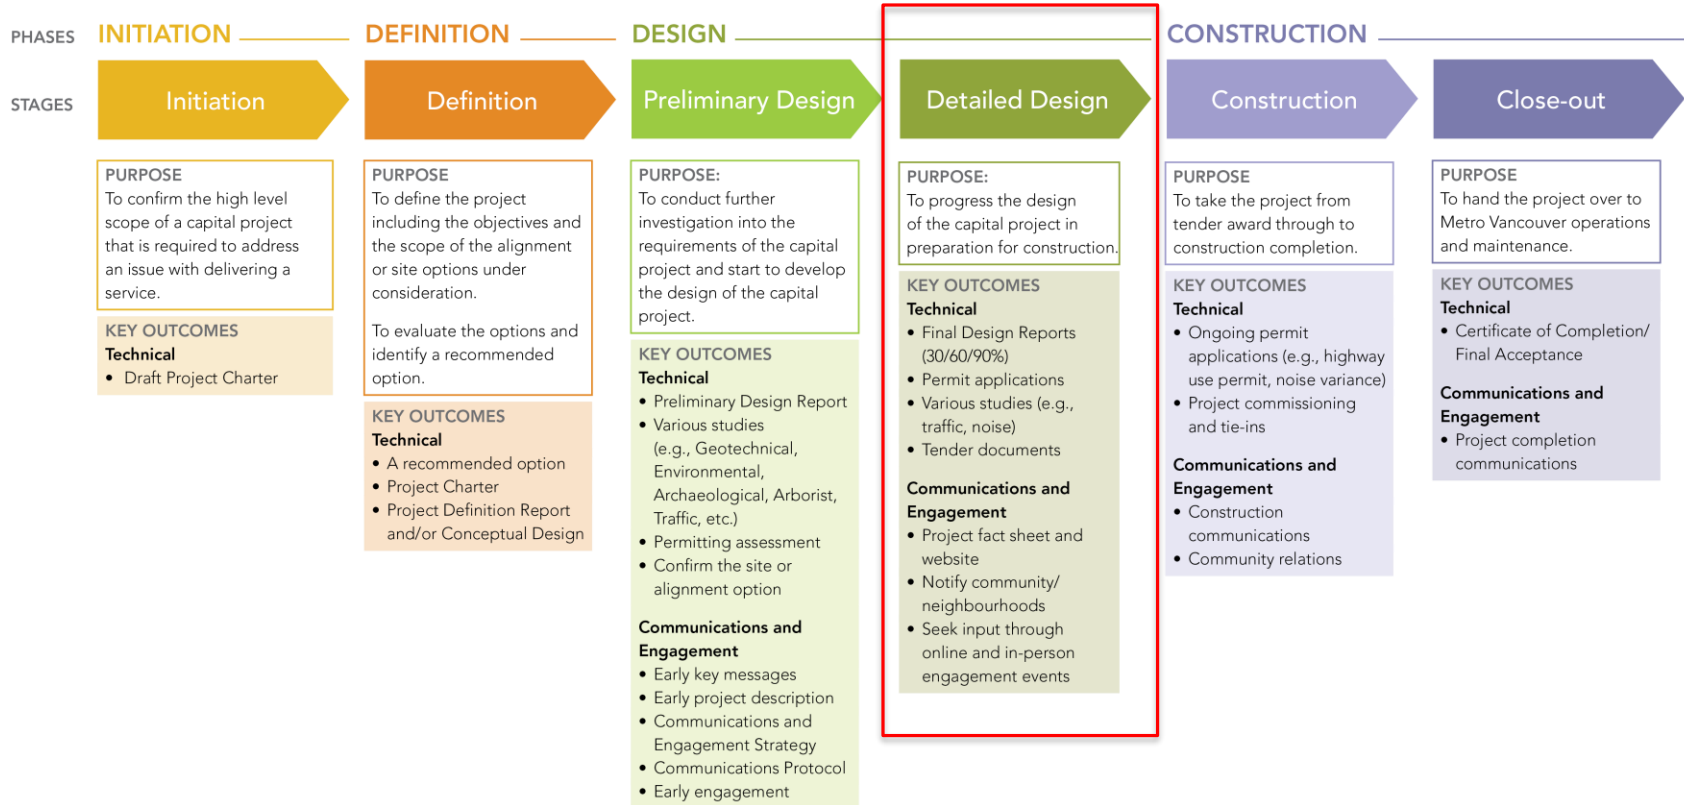 PHASES
INITIATION
DEFINITION
DESIGN
CONSTRUCTION
STAGES
Initiation
Definition
Preliminary Design
Detailed Design
Construction
Close-out
PURPOSE
To confirm the high level
scope of a capital project
that is required to address
an issue with delivering a
service.
KEY OUTCOMES
Technical
• Draft Project Charter
PURPOSE
To define the project
including the objectives and
the scope of the alignment
or site options under
consideration.
To evaluate the options and
identify a recommended
option.
KEY OUTCOMES
Technical
• A recommended option
• Project Charter
• Project Definition Report
and/or Conceptual Design
PURPOSE:
To conduct further
investigation into the
requirements of the capital
project and start to develop
the design of the capital
project.
KEY OUTCOMES
Technical
• Preliminary Design Report
• Various studies
(e.g., Geotechnical,
Environmental,
Archaeological, Arborist,
Traffic, etc.)
• Permitting assessment
• Confirm the site or
alignment option
Communications and
Engagement
• Early key messages
• Early project description
• Communications and
Engagement Strategy
• Communications Protocol
• Early engagement
PURPOSE:
To progress the design
of the capital project in
preparation for construction.
KEY OUTCOMES
Technical
• Final Design Reports
(30/60/90%)
• Permit applications
• Various studies (e.g.,
traffic, noise)
• Tender documents
Communications and
Engagement
• Project fact sheet and
website
• Notify community/
neighbourhoods
• Seek input through
online and in-person
engagement events
PURPOSE
To take the project from
tender award through to
construction completion.
KEY OUTCOMES
Technical
• Ongoing permit
applications (e.g., highway
use permit, noise variance)
• Project commissioning
and tie-ins
Communications and
Engagement
• Construction
communications
• Community relations
PURPOSE
To hand the project over to
Metro Vancouver operations
and maintenance.
KEY OUTCOMES
Technical
• Certificate of Completion/
Final Acceptance
Communications and
Engagement
• Project completion
communications